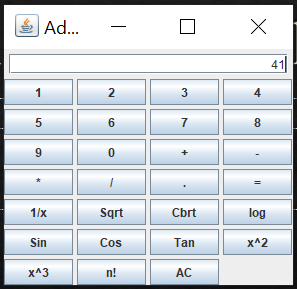 Ad...
41
1 2 3 4
5 6 7 8
9 0 + -
* / . =
1/x Sqrt Cbrt log
Sin Cos Tan x^2
x^3 n! AC